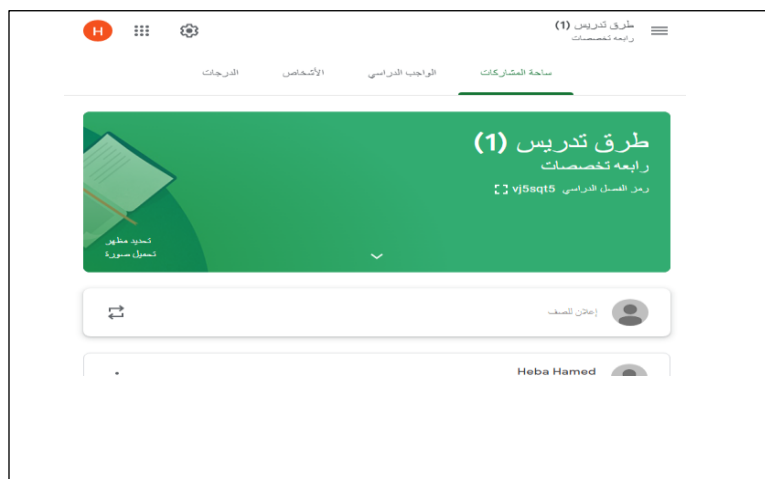 طرق تدريس (1)
رابعه تخصصات
H
ساحة المشاركات الواجب الدراسي الأشخاص الدرجات
طرق تدريس (1)
رابعه تخصصات
رمز الفصل الدراسي vj5sqt5
تحديد مظهر
تحميل صورة
إعلان للصف
Heba Hamed